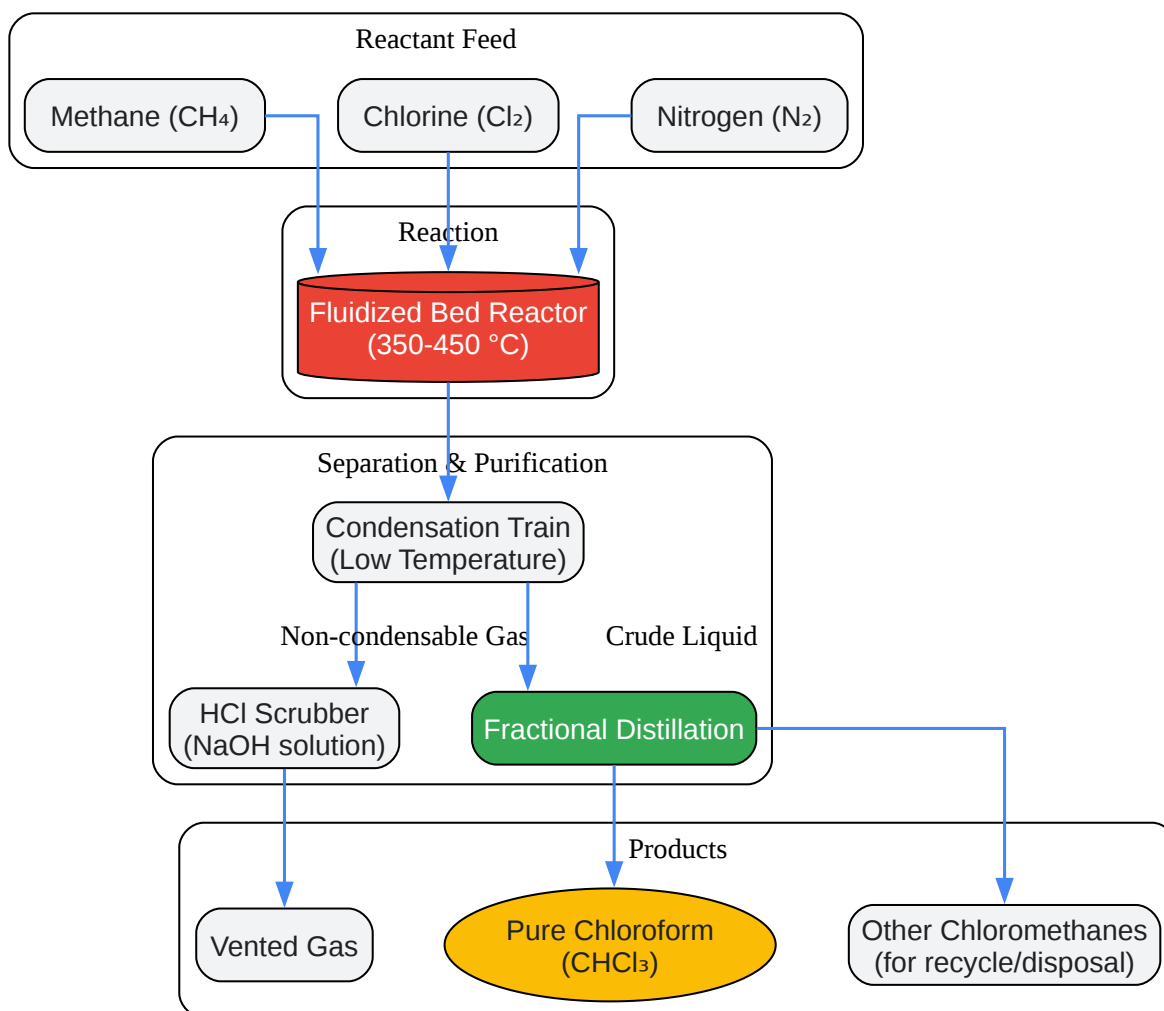 Reactant Feed
Methane (CH₄)
Chlorine (Cl₂)
Nitrogen (N₂)
Reaction
Fluidized Bed Reactor
(350-450 °C)
Separation & Purification
Condensation Train
(Low Temperature)
Non-condensable Gas
Crude Liquid
HCl Scrubber
(NaOH solution)
Fractional Distillation
Products
Vented Gas
Pure Chloroform
(CHCl₃)
Other Chloromethanes
(for recycle/disposal)